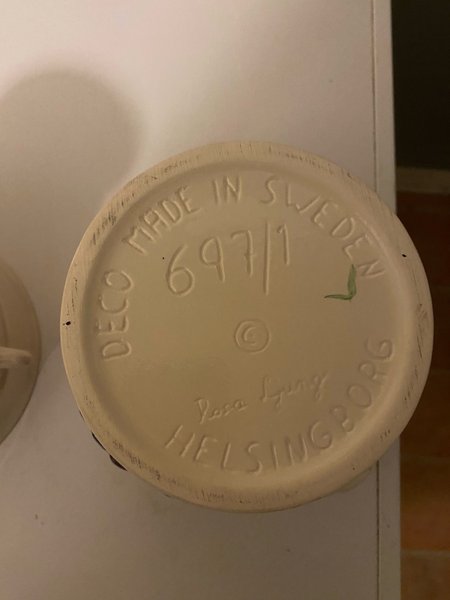 DECO MADE IN SWEDEN
697/1
©
Rosa Ljung
HELSINGBORG